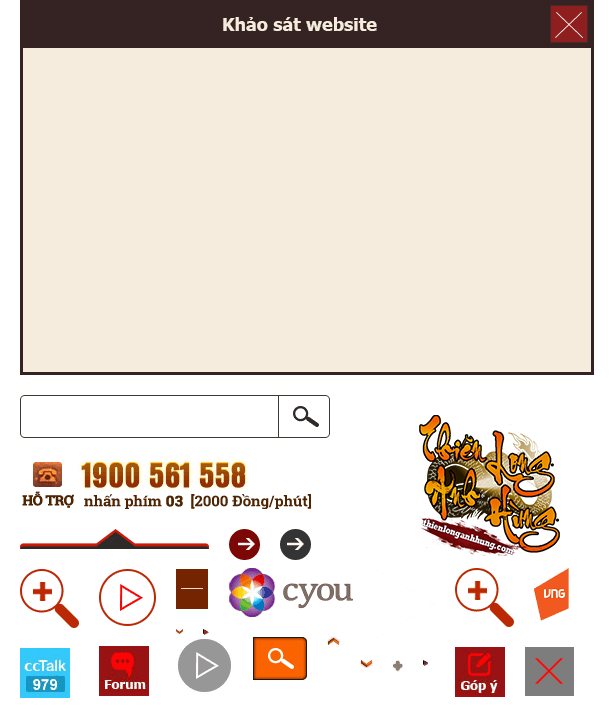 Khảo sát website
1900 561 558
HỖ TRỢ nhấn phím 03 [2000 Đồng/phút]
Thiên Long
Anh Hùng
thienlonganhhung.com
cyou
VNG
ccTalk
979
Forum
Góp ý